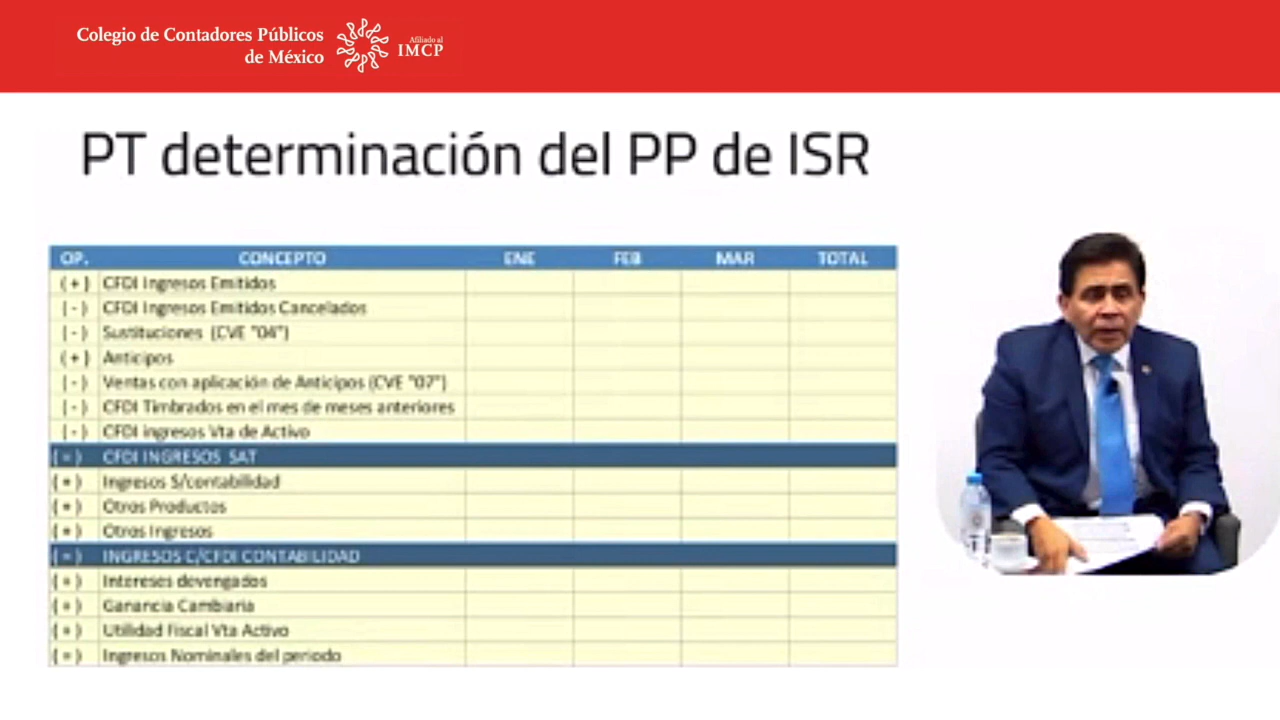 Colegio de Contadores Públicos
de México
Afiliado al
IMCP
PT determinación del PP de ISR
OP. CONCEPTO ENE FEB MAR TOTAL
(+) CFDI Ingresos Emitidos
(-) CFDI Ingresos Emitidos Cancelados
(-) Sustituciones (CVE "04")
(+) Anticipos
(-) Ventas con aplicación de Anticipos (CVE "07")
(-) CFDI Timbrados en el mes de meses anteriores
(-) CFDI ingresos Vta de Activo
(=) CFDI INGRESOS SAT
(+) Ingresos S/contabilidad
(+) Otros Productos
(+) Otros Ingresos
(=) INGRESOS C/CFDI CONTABILIDAD
(+) Intereses devengados
(+) Ganancia Cambiaria
(+) Utilidad Fiscal Vta Activo
(=) Ingresos Nominales del periodo